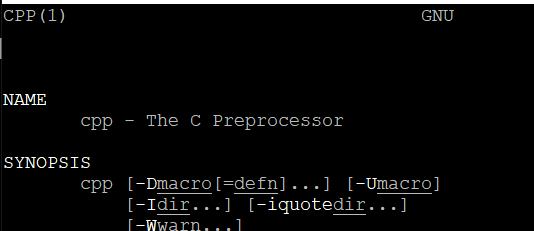 CPP(1) GNU
NAME
cpp - The C Preprocessor
SYNOPSIS
cpp [-Dmacro[=defn]...] [-Umacro]
[-Idir...] [-iquotedir...]
[-Wwarn...]